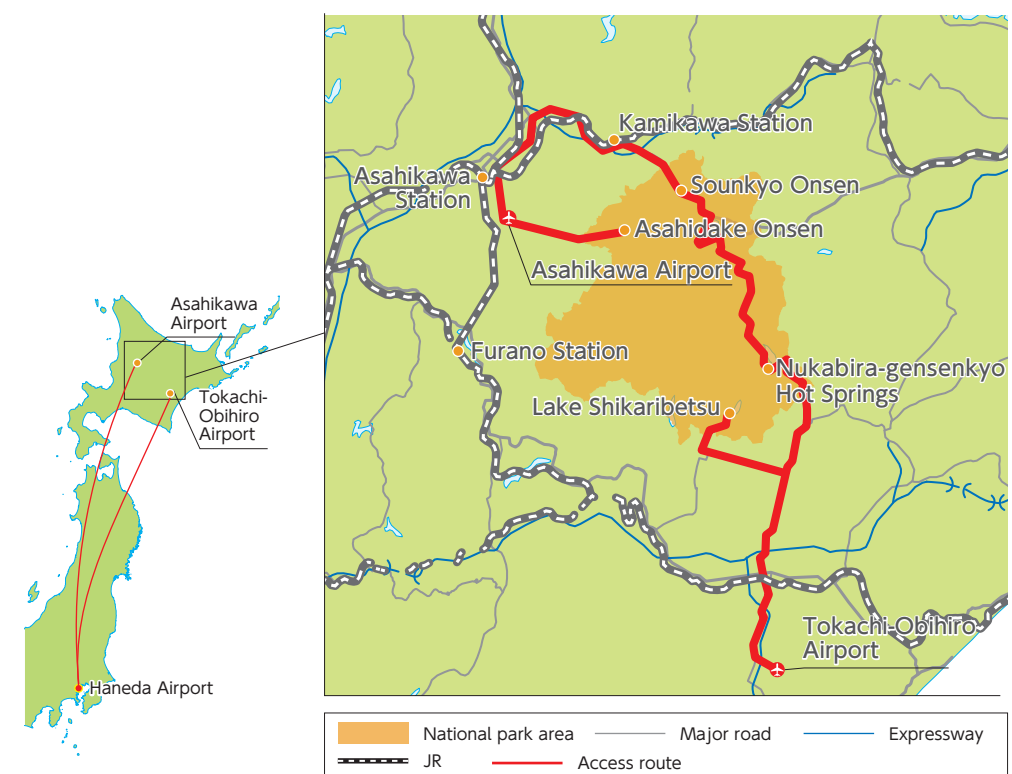 Kamikawa Station
Asahikawa
Station
Sounkyo Onsen
Asahidake Onsen
Asahikawa Airport
Furano Station
Nukabira-gensenkyo
Hot Springs
Lake Shikaribetsu
Tokachi-Obihiro
Airport
Asahikawa
Airport
Tokachi-
Obihiro
Airport
Haneda Airport
National park area
Major road
Expressway
JR
Access route